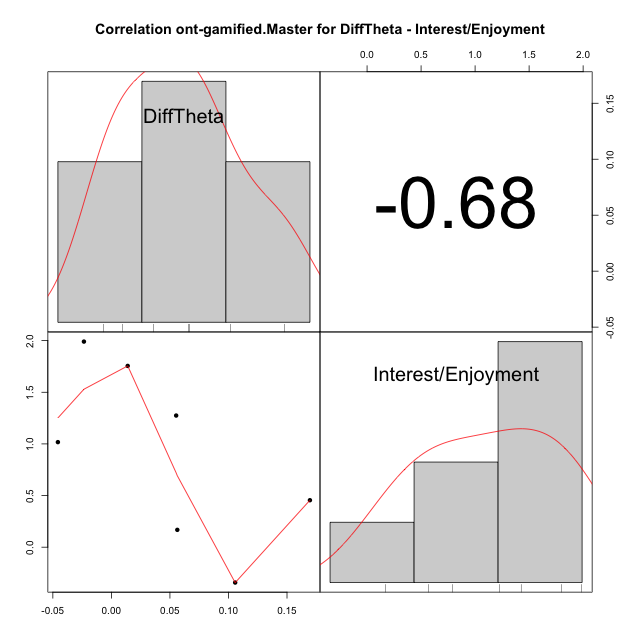 Correlation ont-gamified.Master for DiffTheta - Interest/Enjoyment
0.0 0.5 1.0 1.5 2.0
DiffTheta
-0.68
0.15
0.10
0.05
0.00
-0.05
Interest/Enjoyment
2.0
1.5
1.0
0.5
0.0
-0.05 0.00 0.05 0.10 0.15